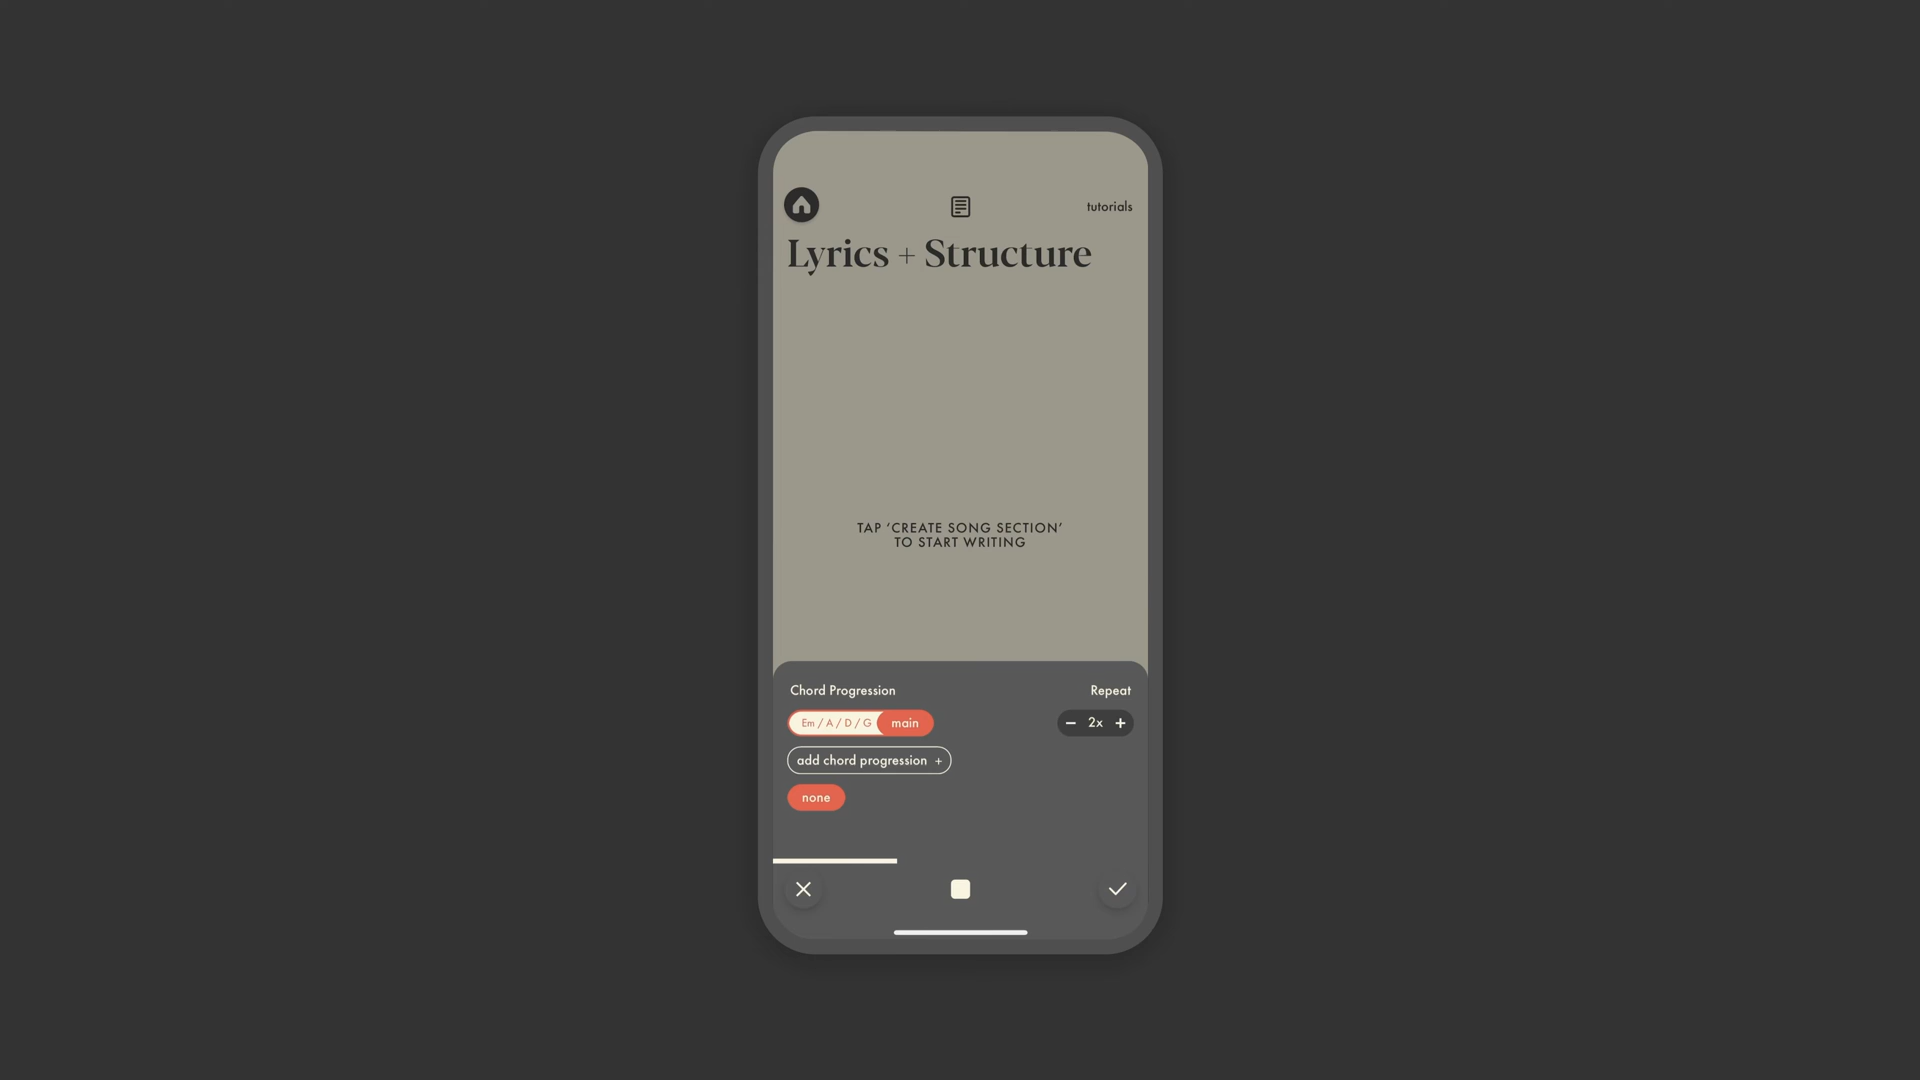 tutorials
Lyrics + Structure
TAP ‘CREATE SONG SECTION’
TO START WRITING
Chord Progression
Repeat
Em / A / D / G main
− 2x +
add chord progression +
none